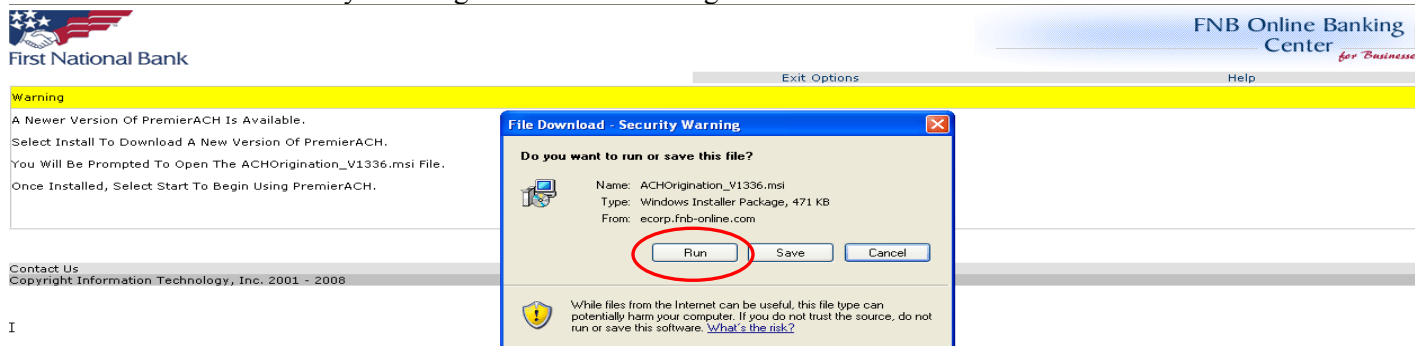 First National Bank
FNB Online Banking
Center
for Businesse
Exit Options
Help
Warning
A Newer Version Of PremierACH Is Available.
Select Install To Download A New Version Of PremierACH.
You Will Be Prompted To Open The ACHOrigination_V1336.msi File.
Once Installed, Select Start To Begin Using PremierACH.
File Download - Security Warning
Do you want to run or save this file?
Name: ACHOrigination_V1336.msi
Type: Windows Installer Package, 471 KB
From: ecorp.fnb-online.com
Run Save Cancel
While files from the Internet can be useful, this file type can
potentially harm your computer. If you do not trust the source, do not
run or save this software. What's the risk?
Contact Us
Copyright Information Technology, Inc. 2001 - 2008
I